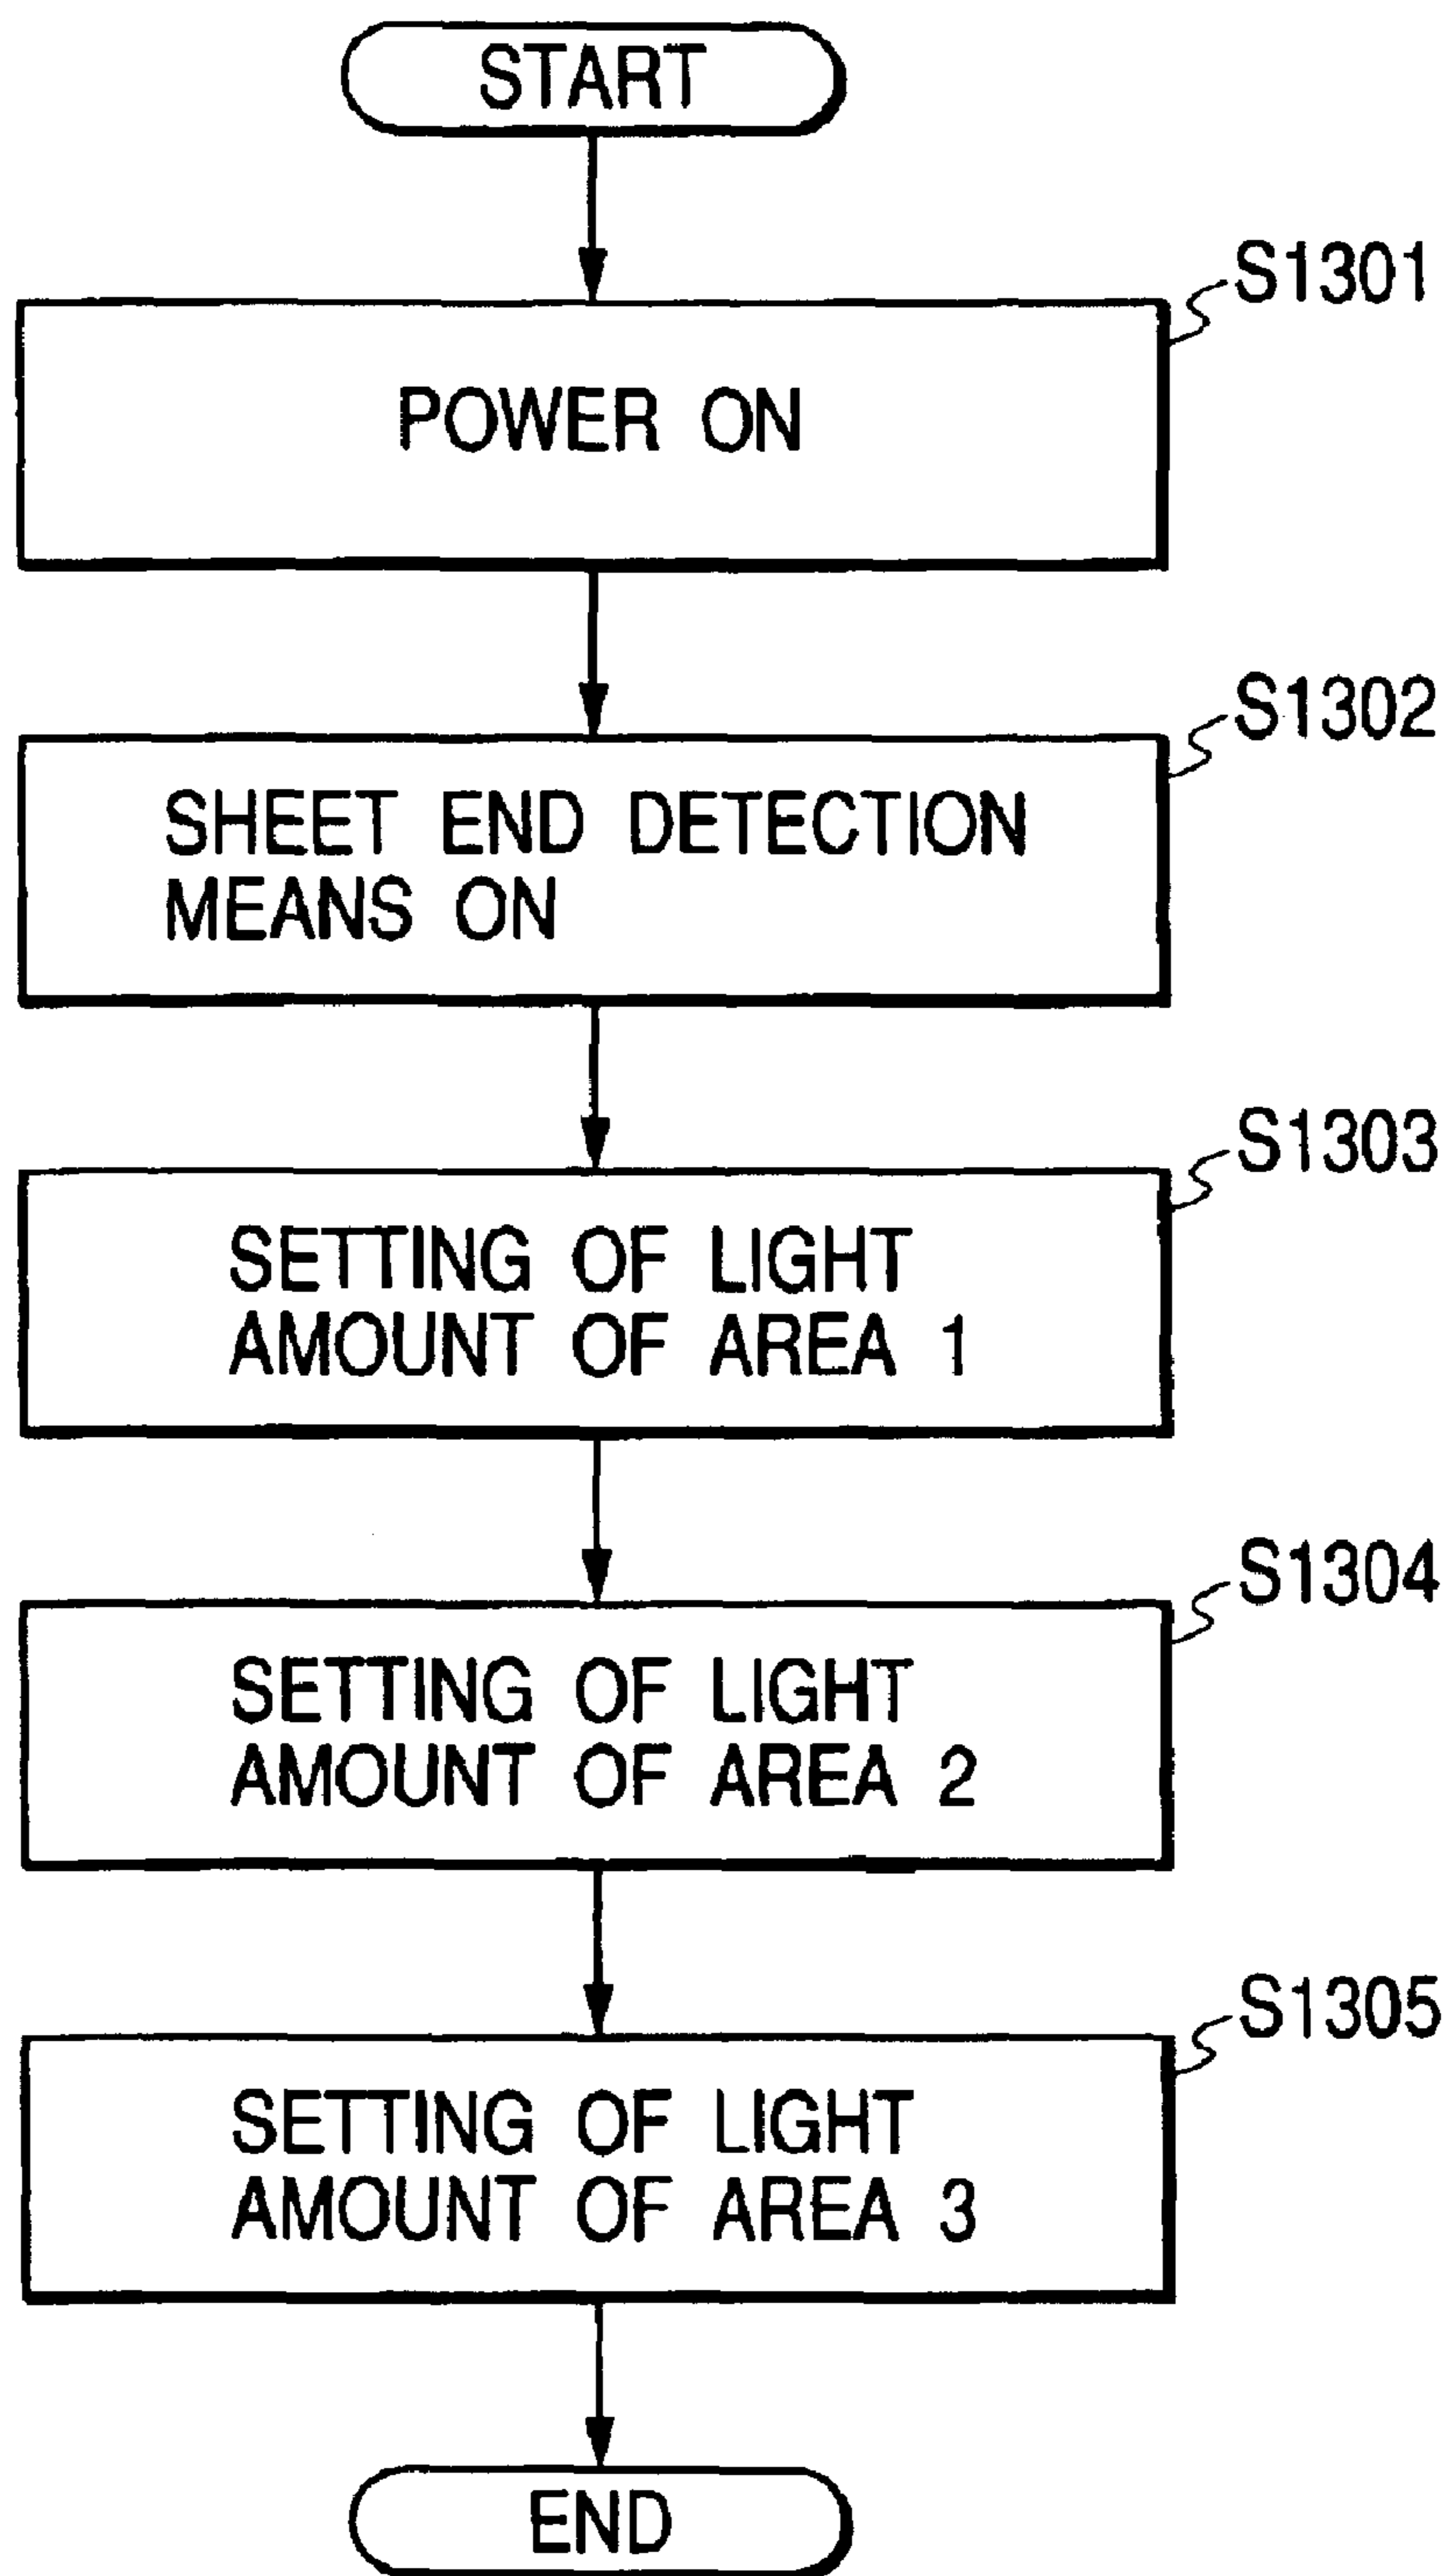 START
S1301
POWER ON
S1302
SHEET END DETECTION
MEANS ON
S1303
SETTING OF LIGHT
AMOUNT OF AREA 1
S1304
SETTING OF LIGHT
AMOUNT OF AREA 2
S1305
SETTING OF LIGHT
AMOUNT OF AREA 3
END